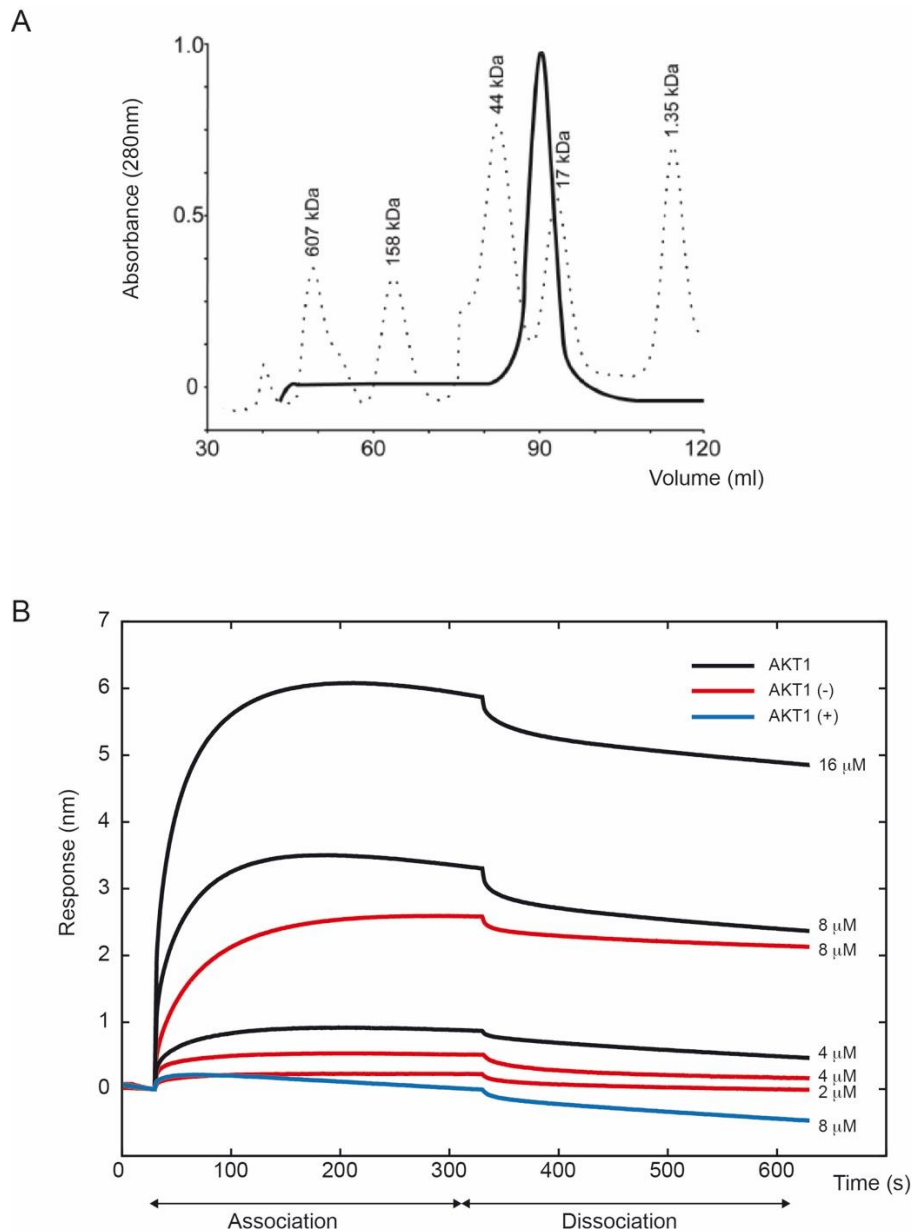 A
Absorbance (280nm)
1.0
0.5
0
607 kDa
158 kDa
44 kDa
17 kDa
1.35 kDa
30
60
90
120
Volume (ml)
B
Response (nm)
7
6
5
4
3
2
1
0
AKT1
AKT1 (-)
AKT1 (+)
16 μM
8 μM
8 μM
4 μM
4 μM
2 μM
8 μM
0
100
200
300
400
500
600
Time (s)
Association
Dissociation